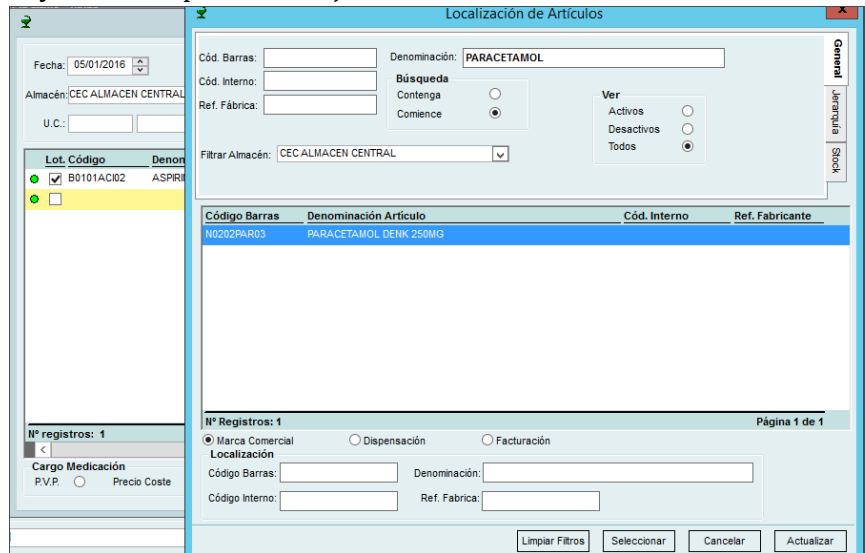 Localización de Artículos
X
Fecha: 05/01/2016
Almacén: CEC ALMACEN CENTRAL
U.C.:
Lot. Código Denon
B0101ACI02 ASPIRI
Nº registros: 1
Cargo Medicación
P.V.P. Precio Coste
Cód. Barras: Denominación: PARACETAMOL
Cód. Interno: Búsqueda
Contenga Ver
Ref. Fábrica: Comience Activos
Desactivos
Filtrar Almacén: CEC ALMACEN CENTRAL Todos
General
Jerarquía
Stock
Código Barras Denominación Artículo Cód. Interno Ref. Fabricante
N0202PAR03 PARACETAMOL DENK 250MG
Nº Registros: 1 Página 1 de 1
Marca Comercial Dispensación Facturación
Localización
Código Barras: Denominación:
Código Interno: Ref. Fabrica:
Limpiar Filtros Seleccionar Cancelar Actualizar